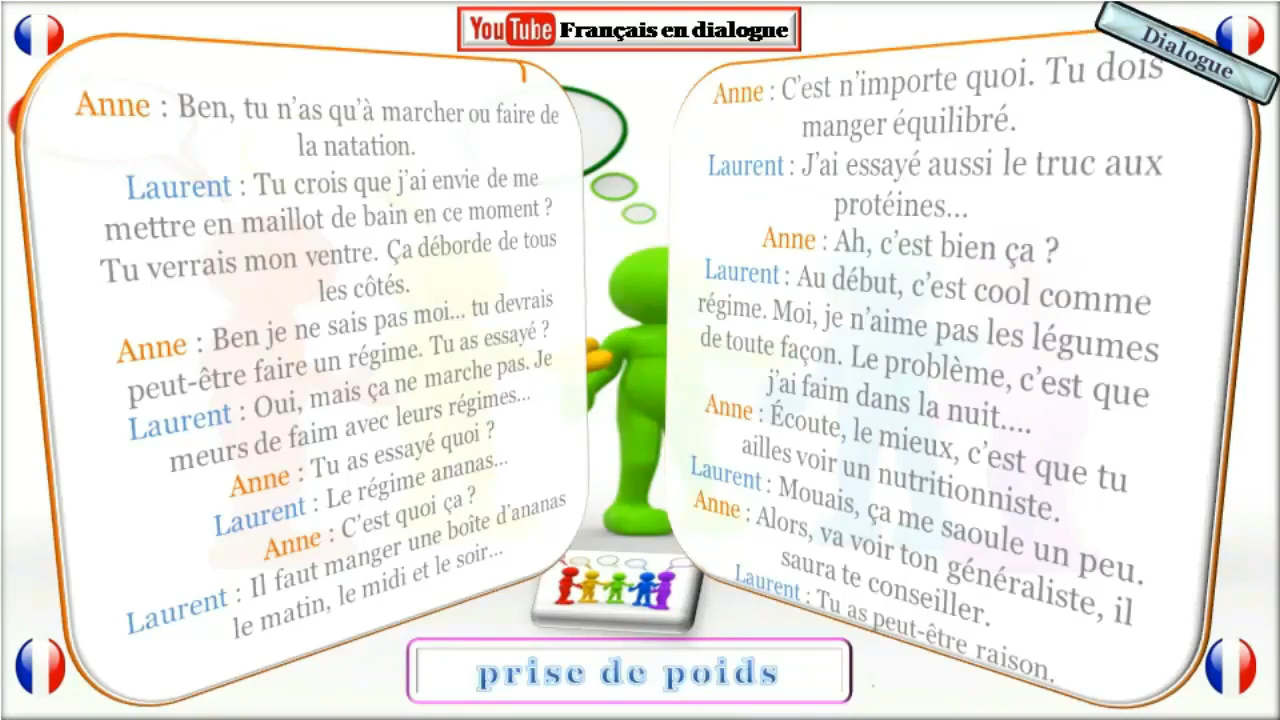 YouTube Français en dialogue
Dialogue
Anne : Ben, tu n'as qu'à marcher ou faire de
la natation.
Laurent : Tu crois que j'ai envie de me
mettre en maillot de bain en ce moment ?
Tu verrais mon ventre. Ça déborde de tous
les côtés.
Anne : Ben je ne sais pas moi... tu devrais
peut-être faire un régime. Tu as essayé ?
Laurent : Oui, mais ça ne marche pas. Je
meurs de faim avec leurs régimes...
Anne : Tu as essayé quoi ?
Laurent : Le régime ananas...
Anne : C'est quoi ça ?
Laurent : Il faut manger une boîte d'ananas
le matin, le midi et le soir...
Anne : C'est n'importe quoi. Tu dois
manger équilibré.
Laurent : J'ai essayé aussi le truc aux
protéines...
Anne : Ah, c'est bien ça ?
Laurent : Au début, c'est cool comme
régime. Moi, je n'aime pas les légumes
de toute façon. Le problème, c'est que
j'ai faim dans la nuit....
Anne : Écoute, le mieux, c'est que tu
ailles voir un nutritionniste.
Laurent : Mouais, ça me saoule un peu.
Anne : Alors, va voir ton généraliste, il
saura te conseiller.
Laurent : Tu as peut-être raison.
prise de poids